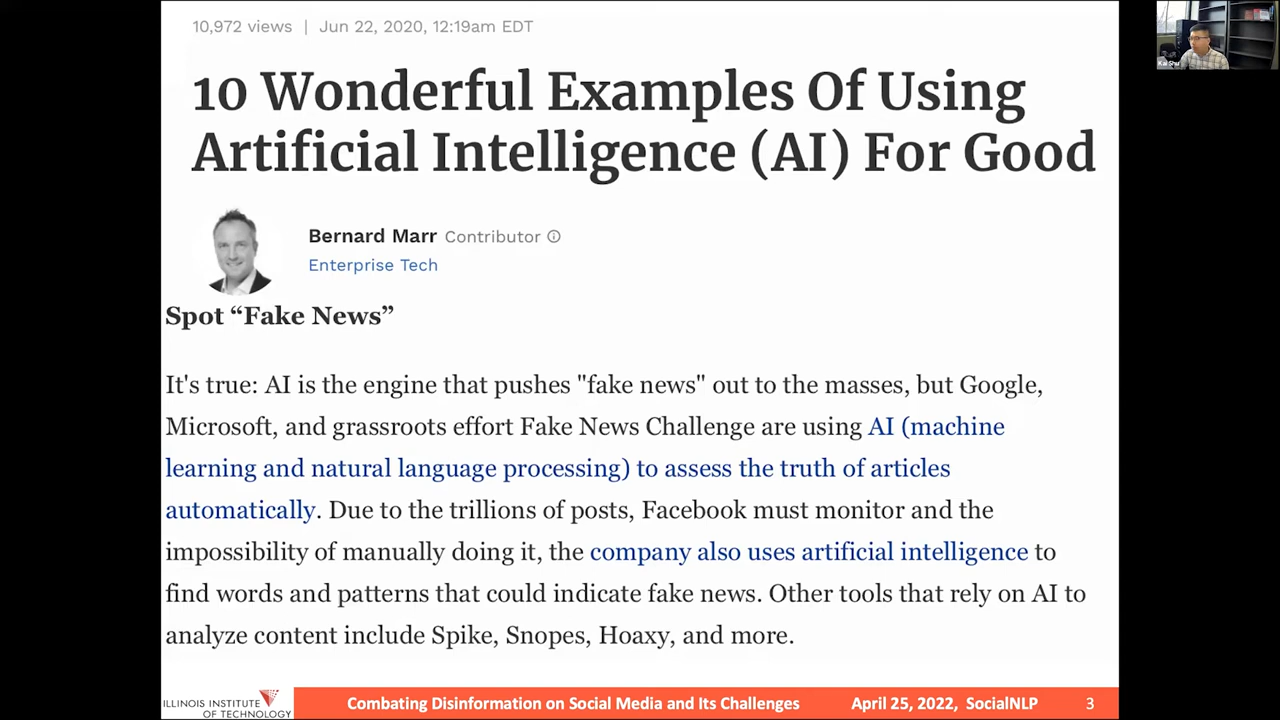 10,972 views | Jun 22, 2020, 12:19am EDT
Kai Shu
10 Wonderful Examples Of Using
Artificial Intelligence (AI) For Good
Bernard Marr Contributor
Enterprise Tech
Spot “Fake News”
It's true: AI is the engine that pushes "fake news" out to the masses, but Google,
Microsoft, and grassroots effort Fake News Challenge are using AI (machine
learning and natural language processing) to assess the truth of articles
automatically. Due to the trillions of posts, Facebook must monitor and the
impossibility of manually doing it, the company also uses artificial intelligence to
find words and patterns that could indicate fake news. Other tools that rely on AI to
analyze content include Spike, Snopes, Hoaxy, and more.
ILLINOIS INSTITUTE
OF TECHNOLOGY
Combating Disinformation on Social Media and Its Challenges April 25, 2022, SocialNLP 3